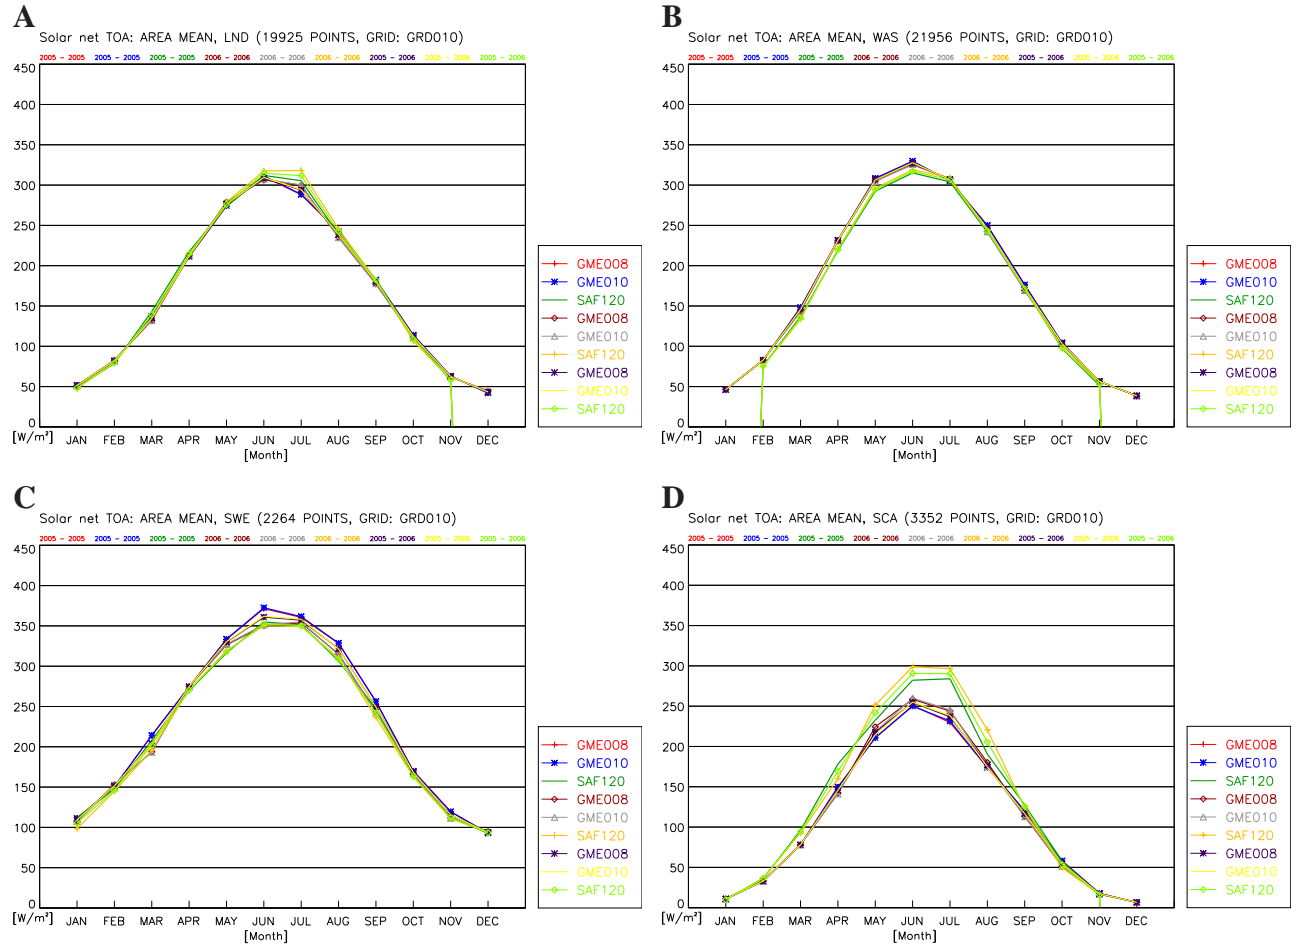 A
Solar net TOA: AREA MEAN, LND (19925 POINTS, GRID: GRD010)
2005 - 2005 2005 - 2005 2005 - 2005 2006 - 2006 2006 - 2006 2006 - 2006 2005 - 2006 2005 - 2006 2005 - 2006
450
400
350
300
250
200
150
100
50
0
[W/m²]
JAN FEB MAR APR MAY JUN JUL AUG SEP OCT NOV DEC
[Month]
GME008
GME010
SAF120
GME008
GME010
SAF120
GME008
GME010
SAF120
B
Solar net TOA: AREA MEAN, WAS (21956 POINTS, GRID: GRD010)
2005 - 2005 2005 - 2005 2005 - 2005 2006 - 2006 2006 - 2006 2006 - 2006 2005 - 2006 2005 - 2006 2005 - 2006
450
400
350
300
250
200
150
100
50
0
[W/m²]
JAN FEB MAR APR MAY JUN JUL AUG SEP OCT NOV DEC
[Month]
GME008
GME010
SAF120
GME008
GME010
SAF120
GME008
GME010
SAF120
C
Solar net TOA: AREA MEAN, SWE (2264 POINTS, GRID: GRD010)
2005 - 2005 2005 - 2005 2005 - 2005 2006 - 2006 2006 - 2006 2006 - 2006 2005 - 2006 2005 - 2006 2005 - 2006
450
400
350
300
250
200
150
100
50
0
[W/m²]
JAN FEB MAR APR MAY JUN JUL AUG SEP OCT NOV DEC
[Month]
GME008
GME010
SAF120
GME008
GME010
SAF120
GME008
GME010
SAF120
D
Solar net TOA: AREA MEAN, SCA (3352 POINTS, GRID: GRD010)
2005 - 2005 2005 - 2005 2005 - 2005 2006 - 2006 2006 - 2006 2006 - 2006 2005 - 2006 2005 - 2006 2005 - 2006
450
400
350
300
250
200
150
100
50
0
[W/m²]
JAN FEB MAR APR MAY JUN JUL AUG SEP OCT NOV DEC
[Month]
GME008
GME010
SAF120
GME008
GME010
SAF120
GME008
GME010
SAF120